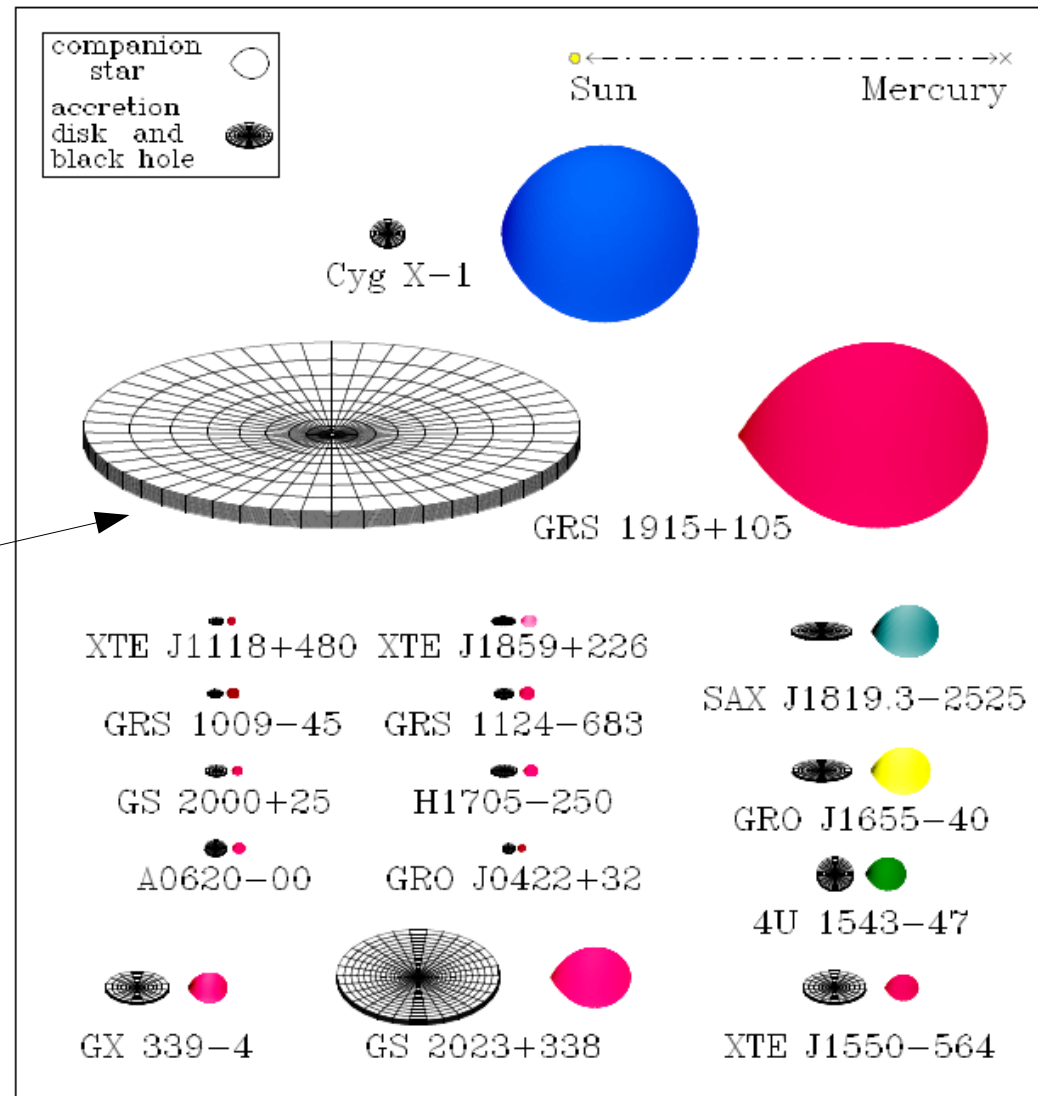 companion
star
accretion
disk and
black hole
Sun Mercury
Cyg X-1
GRS 1915+105
XTE J1118+480 XTE J1859+226
SAX J1819.3-2525
GRS 1009-45 GRS 1124-683
GS 2000+25 H1705-250
GRO J1655-40
A0620-00 GRO J0422+32
4U 1543-47
GX 339-4 GS 2023+338 XTE J1550-564